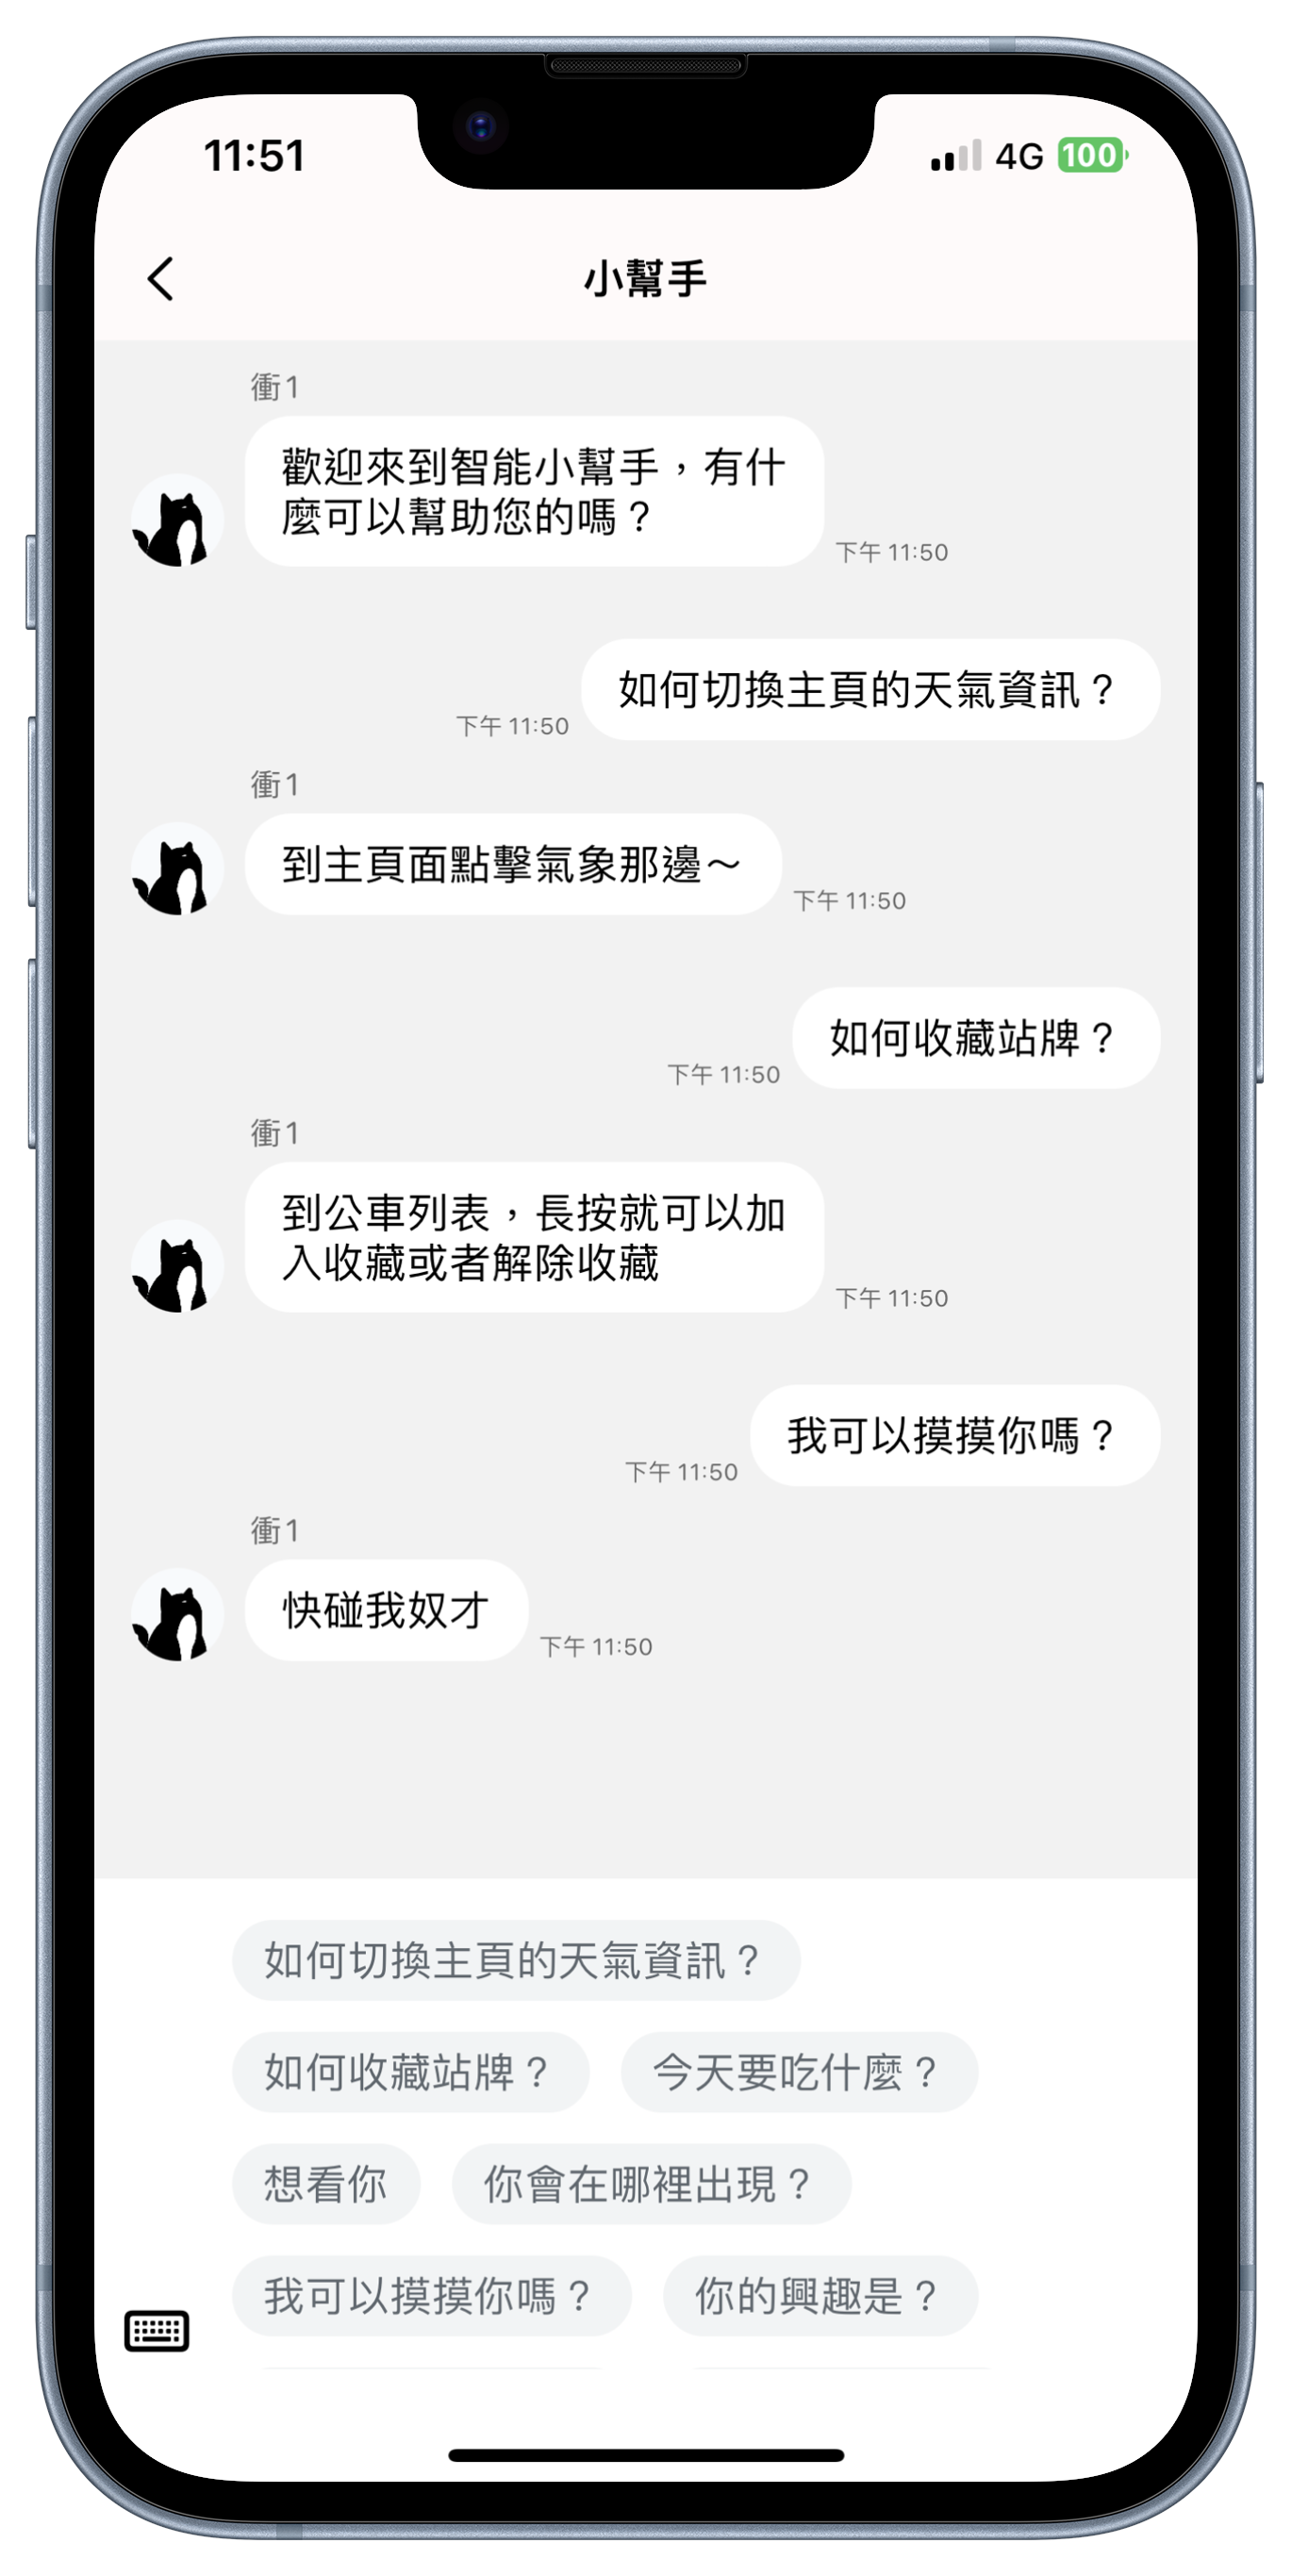 11:51
4G 100
小幫手
衝1
歡迎來到智能小幫手，有什
麼可以幫助您的嗎？
下午 11:50
如何切換主頁的天氣資訊？
下午 11:50
衝1
到主頁面點擊氣象那邊～
下午 11:50
如何收藏站牌？
下午 11:50
衝1
到公車列表，長按就可以加
入收藏或者解除收藏
下午 11:50
我可以摸摸你嗎？
下午 11:50
衝1
快碰我奴才
下午 11:50
如何切換主頁的天氣資訊？
如何收藏站牌？
今天要吃什麼？
想看你
你會在哪裡出現？
我可以摸摸你嗎？
你的興趣是？